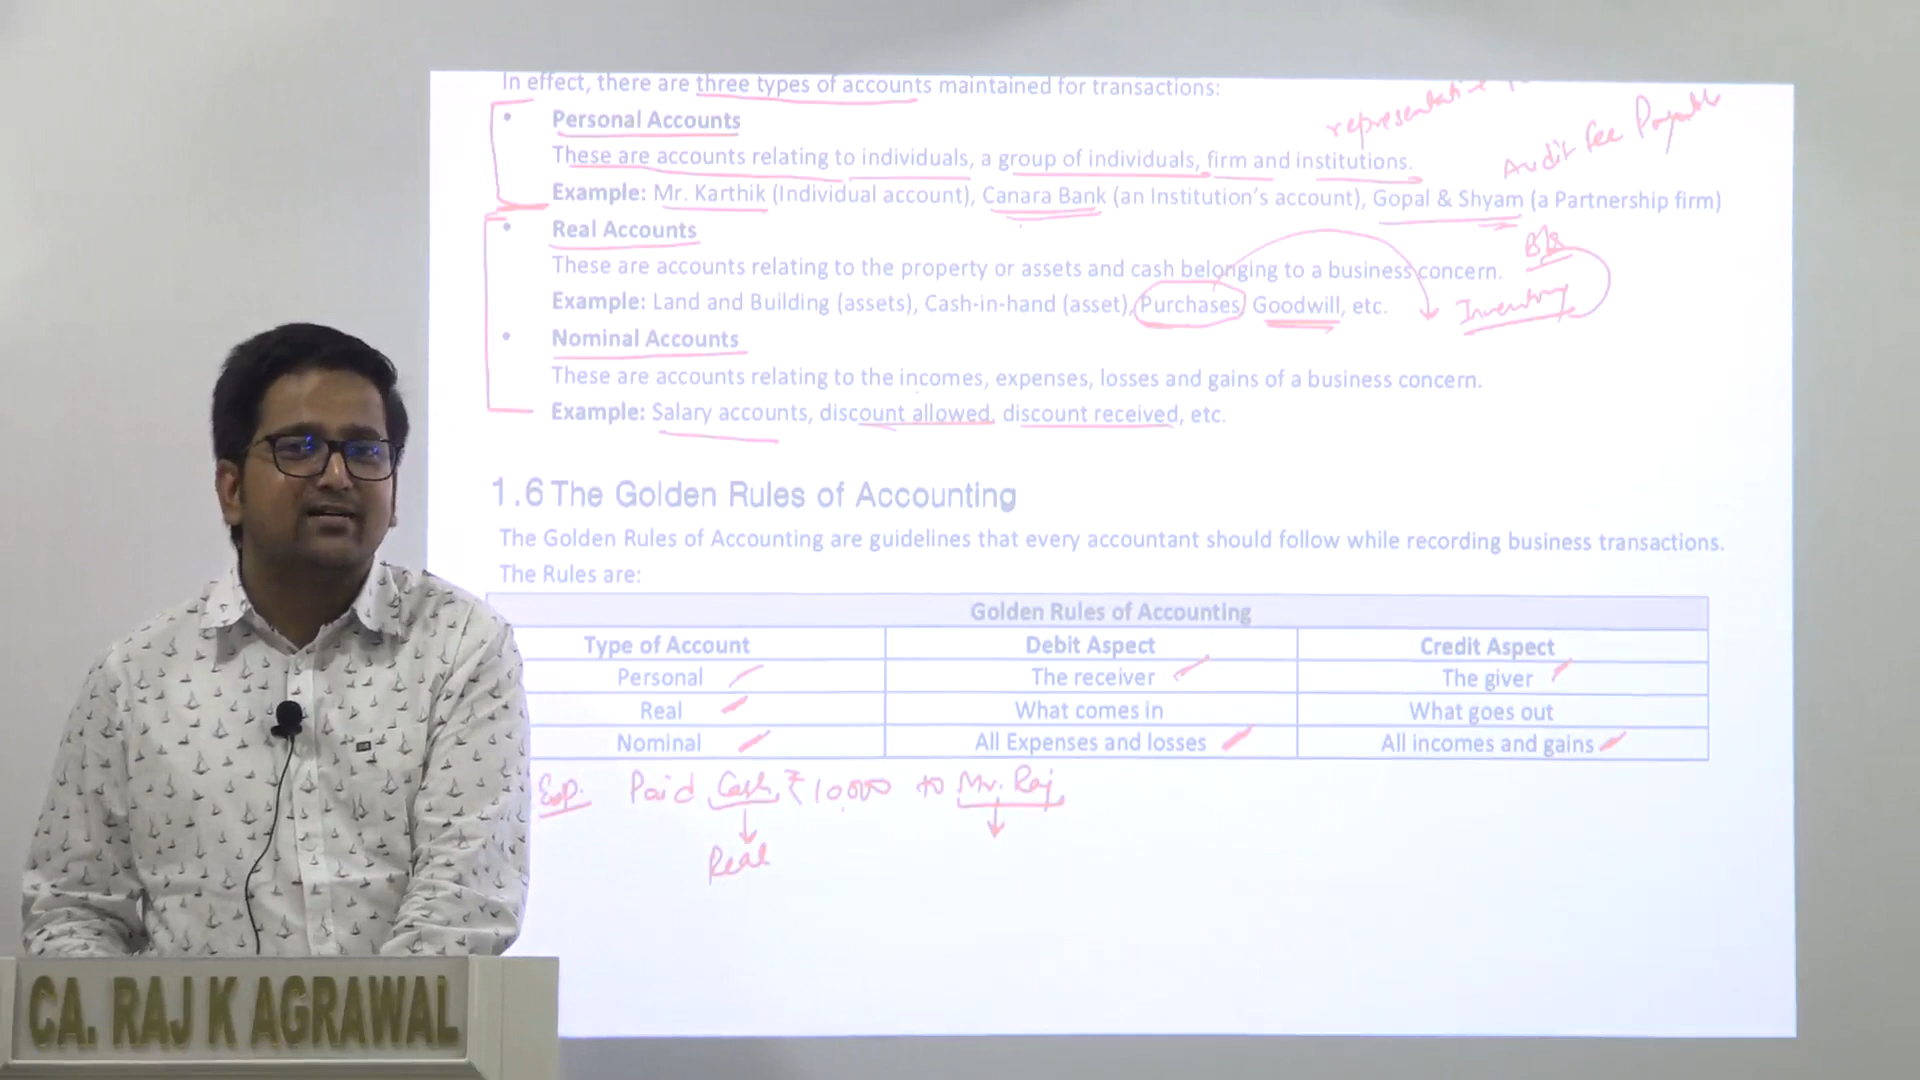 In effect, there are three types of accounts maintained for transactions:
representative
Audit fee Payable
• Personal Accounts
These are accounts relating to individuals, a group of individuals, firm and institutions.
Example: Mr. Karthik (Individual account), Canara Bank (an Institution's account), Gopal & Shyam (a Partnership firm)
• Real Accounts
B/S
These are accounts relating to the property or assets and cash belonging to a business concern.
Example: Land and Building (assets), Cash-in-hand (asset), Purchases Goodwill, etc.
Inventory
• Nominal Accounts
These are accounts relating to the incomes, expenses, losses and gains of a business concern.
Example: Salary accounts, discount allowed, discount received, etc.
1.6 The Golden Rules of Accounting
The Golden Rules of Accounting are guidelines that every accountant should follow while recording business transactions.
The Rules are:
Golden Rules of Accounting
Type of Account Debit Aspect Credit Aspect
Personal The receiver The giver
Real What comes in What goes out
Nominal All Expenses and losses All incomes and gains
Exp. Paid Cash ₹10,000 to Mr. Raj
Real
CA. RAJ K AGRAWAL